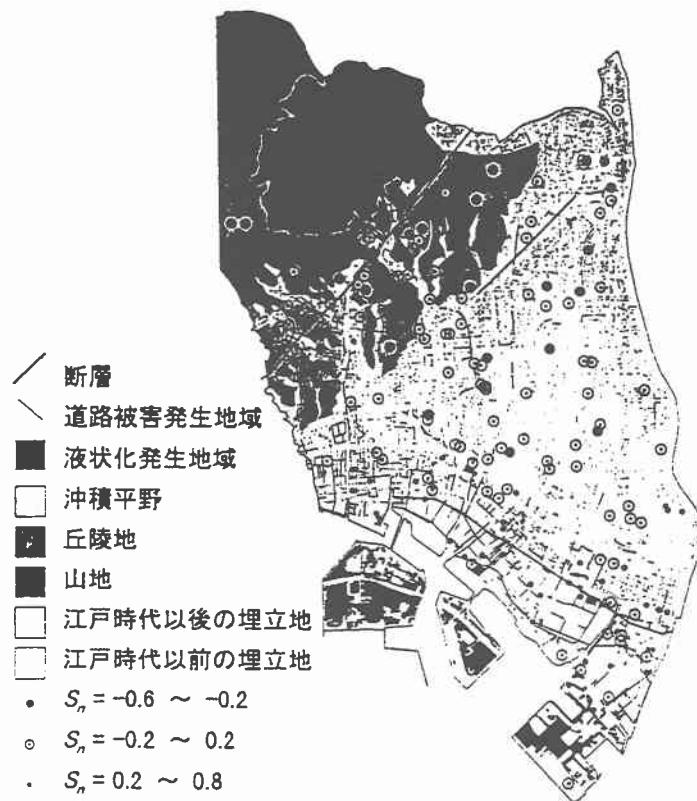 断層
道路被害発生地域
液状化発生地域
沖積平野
丘陵地
山地
江戸時代以後の埋立地
江戸時代以前の埋立地
Sn = -0.6 ～ -0.2
Sn = -0.2 ～ 0.2
Sn = 0.2 ～ 0.8